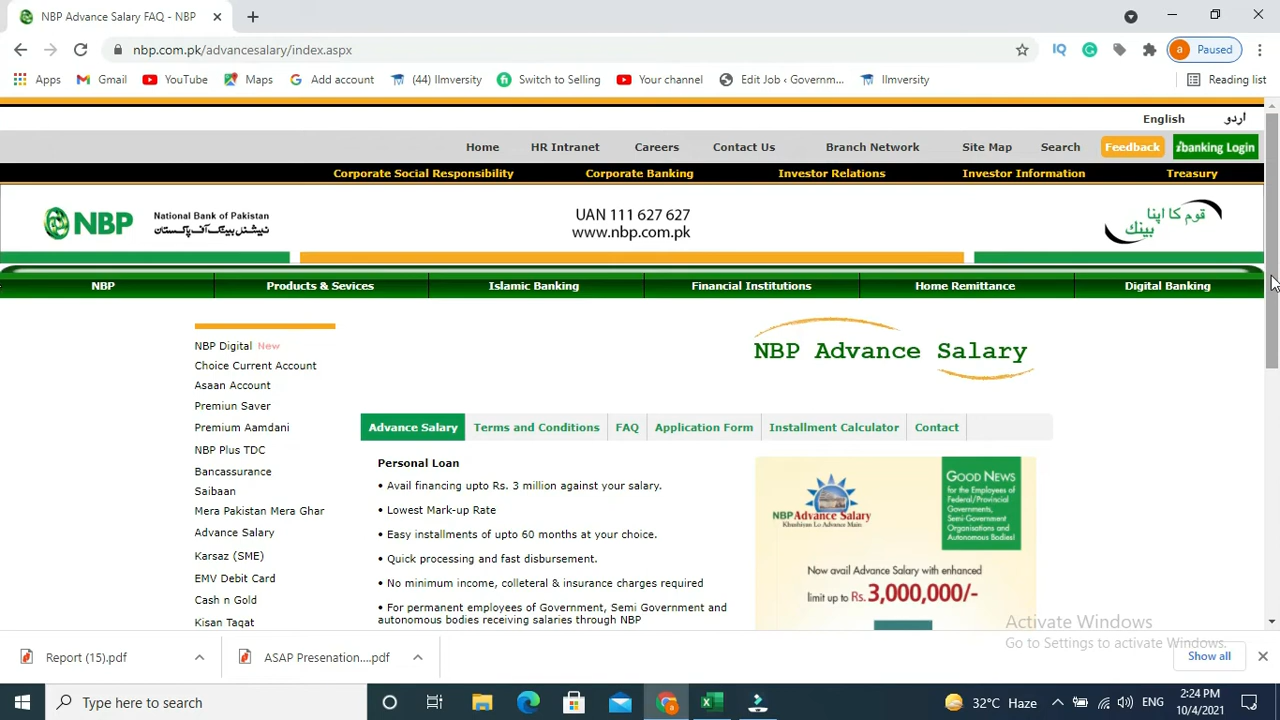 NBP Advance Salary FAQ - NBP
nbp.com.pk/advancesalary/index.aspx
a Paused
Apps Gmail YouTube Maps Add account (44) Ilmversity Switch to Selling Your channel Edit Job ‹ Governm... Ilmversity Reading list
English اردو
Home HR Intranet Careers Contact Us Branch Network Site Map Search Feedback ibanking Login
Corporate Social Responsibility Corporate Banking Investor Relations Investor Information Treasury
NBP National Bank of Pakistan
نیشنل بینک آف پاکستان
UAN 111 627 627
www.nbp.com.pk
قوم کا اپنا
بینک
NBP Products & Sevices Islamic Banking Financial Institutions Home Remittance Digital Banking
NBP Digital New
Choice Current Account
Asaan Account
Premiun Saver
Premium Aamdani
NBP Plus TDC
Bancassurance
Saibaan
Mera Pakistan Mera Ghar
Advance Salary
Karsaz (SME)
EMV Debit Card
Cash n Gold
Kisan Taqat
NBP Advance Salary
Advance Salary Terms and Conditions FAQ Application Form Installment Calculator Contact
Personal Loan
• Avail financing upto Rs. 3 million against your salary.
• Lowest Mark-up Rate
• Easy installments of upto 60 months at your choice.
• Quick processing and fast disbursement.
• No minimum income, colleteral & insurance charges required
• For permanent employees of Government, Semi Government and
autonomous bodies receiving salaries through NBP
NBP Advance Salary
Khushiyan Lo Advance Main
GOOD NEWS
for the Employees of
Federal/Provincial
Governments,
Semi-Government
Organisations and
Autonomous Bodies!
Now avail Advance Salary with enhanced
limit up to Rs. 3,000,000/-
Activate Windows
Go to Settings to activate Windows.
Report (15).pdf ASAP Presenation....pdf Show all
Type here to search
32°C Haze ENG
2:24 PM
10/4/2021